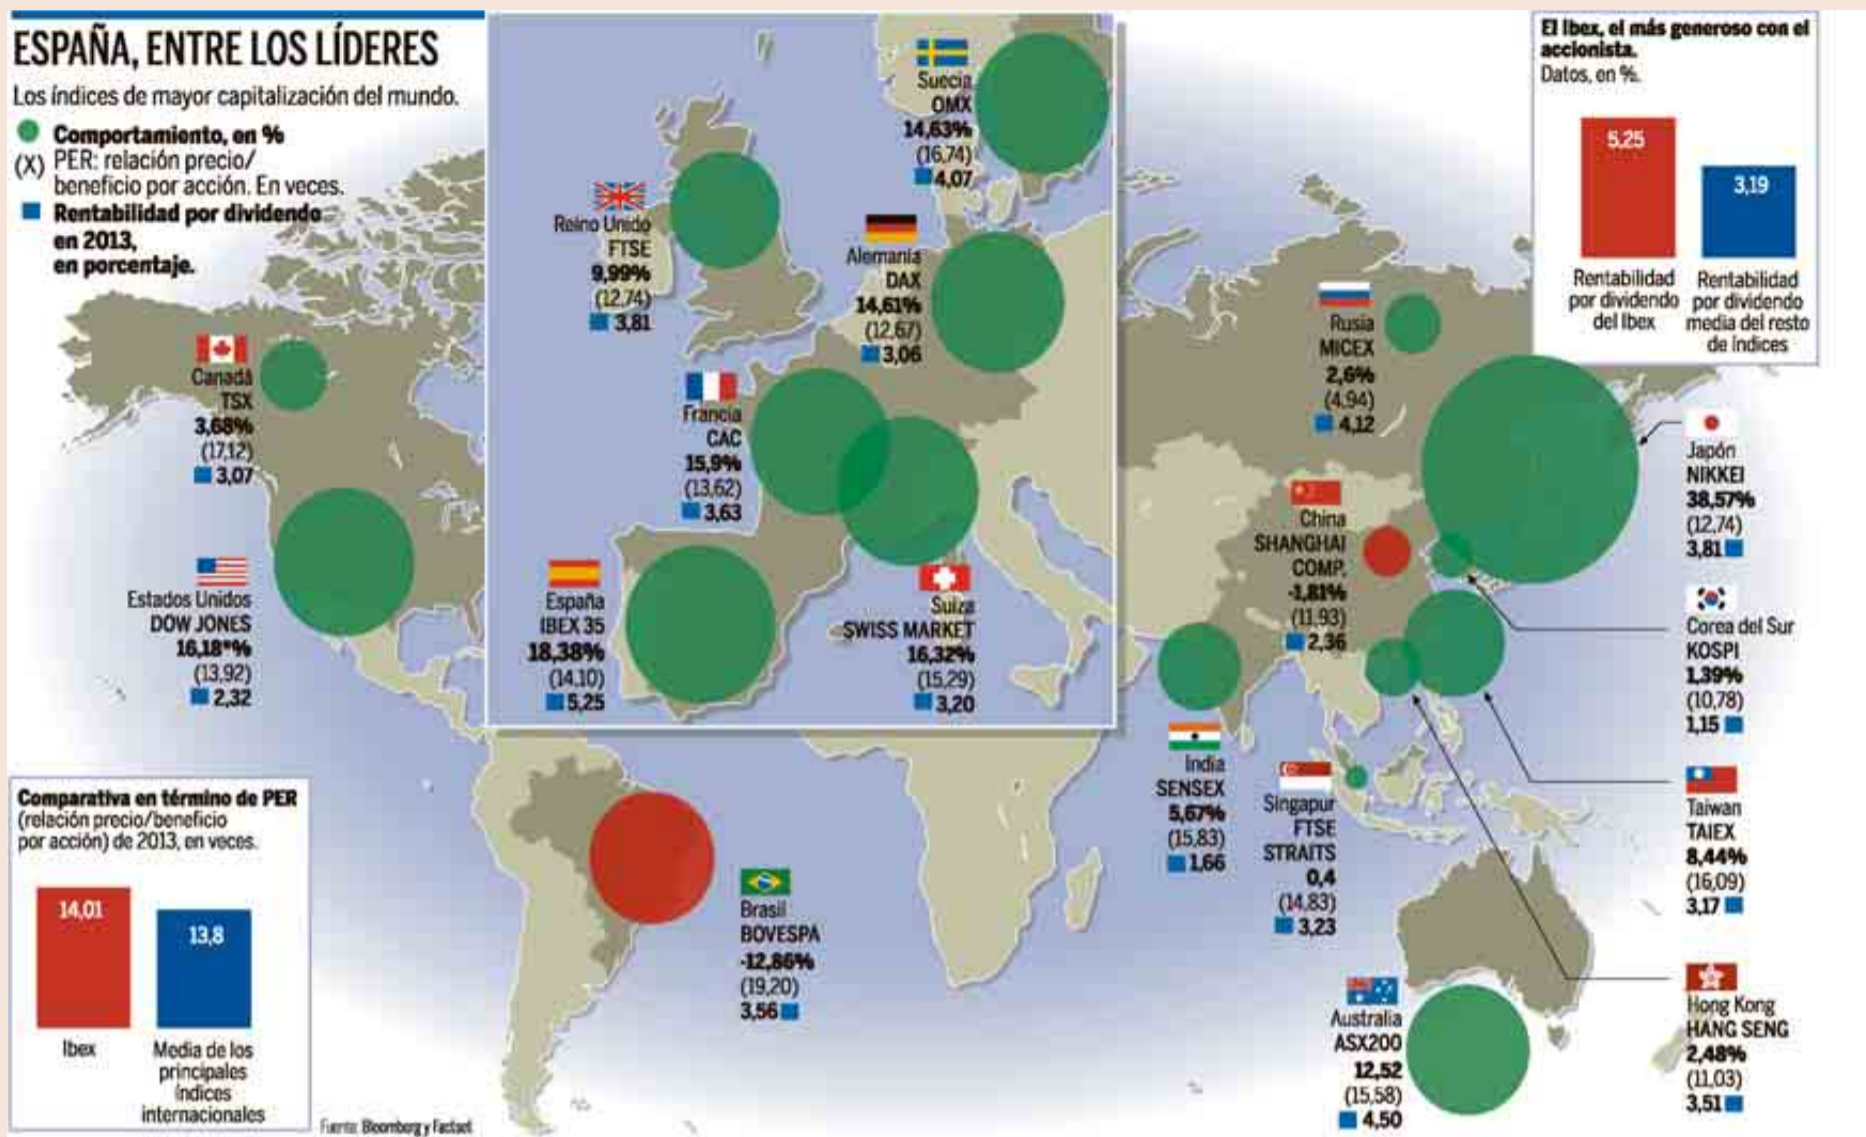 ESPAÑA, ENTRE LOS LÍDERES
Los índices de mayor capitalización del mundo.
Comportamiento, en %
(X) PER: relación precio/
beneficio por acción. En veces.
Rentabilidad por dividendo
en 2013,
en porcentaje.
Canadá
TSX
3,68%
(17,12)
3,07
Estados Unidos
DOW JONES
16,18*%
(13,92)
2,32
Suecia
OMX
14,63%
(16,74)
4,07
Reino Unido
FTSE
9,99%
(12,74)
3,81
Alemania
DAX
14,61%
(12,67)
3,06
Francia
CAC
15,9%
(13,62)
3,63
España
IBEX 35
18,38%
(14,10)
5,25
Suiza
SWISS MARKET
16,32%
(15,29)
3,20
El Ibex, el más generoso con el
accionista.
Datos, en %.
5,25
3,19
Rentabilidad
por dividendo
del Ibex
Rentabilidad
por dividendo
media del resto
de índices
Rusia
MICEX
2,6%
(4,94)
4,12
Japón
NIKKEI
38,57%
(12,74)
3,81
China
SHANGHAI
COMP.
-1,81%
(11,93)
2,36
Corea del Sur
KOSPI
1,39%
(10,78)
1,15
India
SENSEX
5,67%
(15,83)
1,66
Singapur
FTSE
STRAITS
0,4
(14,83)
3,23
Taiwan
TAIEX
8,44%
(16,09)
3,17
Hong Kong
HANG SENG
2,48%
(11,03)
3,51
Australia
ASX200
12,52
(15,58)
4,50
Brasil
BOVESPA
-12,86%
(19,20)
3,56
Comparativa en término de PER
(relación precio/beneficio
por acción) de 2013, en veces.
14,01
13,8
Ibex
Media de los
principales
índices
internacionales
Fuente: Bloomberg y Factset